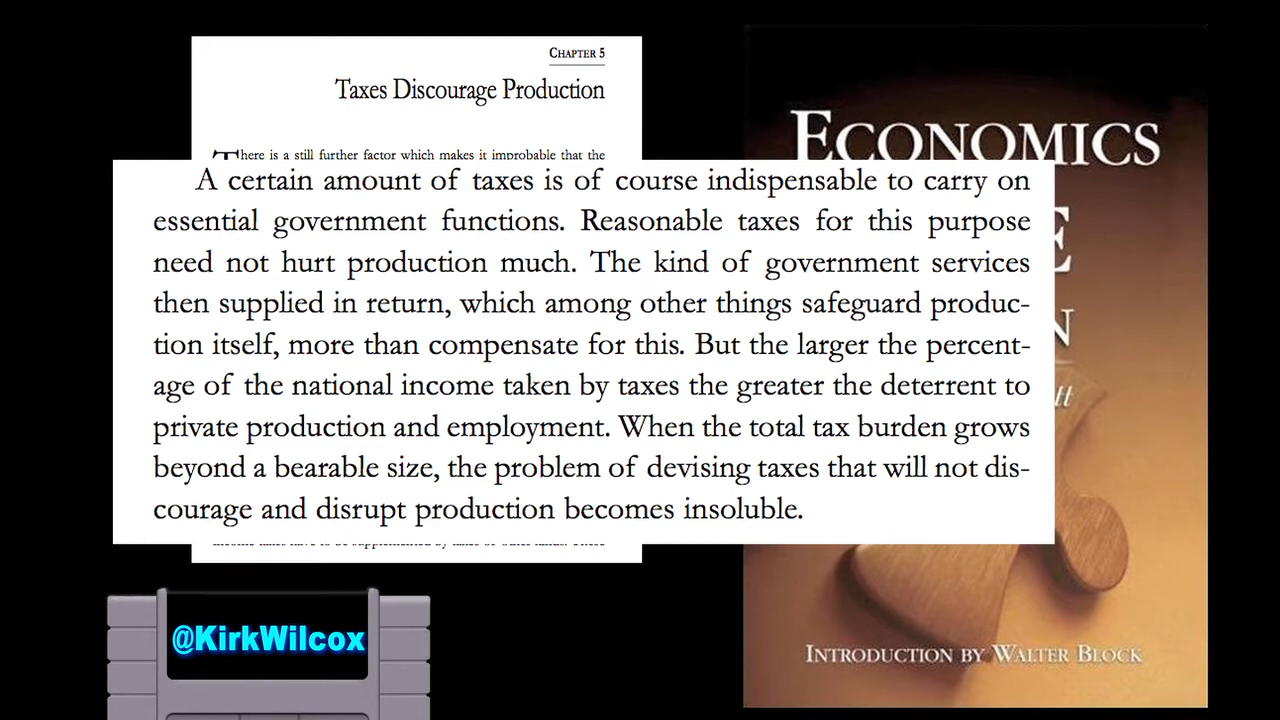 CHAPTER 5
Taxes Discourage Production
There is a still further factor which makes it improbable that the
A certain amount of taxes is of course indispensable to carry on
essential government functions. Reasonable taxes for this purpose
need not hurt production much. The kind of government services
then supplied in return, which among other things safeguard produc-
tion itself, more than compensate for this. But the larger the percent-
age of the national income taken by taxes the greater the deterrent to
private production and employment. When the total tax burden grows
beyond a bearable size, the problem of devising taxes that will not dis-
courage and disrupt production becomes insoluble.
ECONOMICS
INTRODUCTION BY WALTER BLOCK
@KirkWilcox